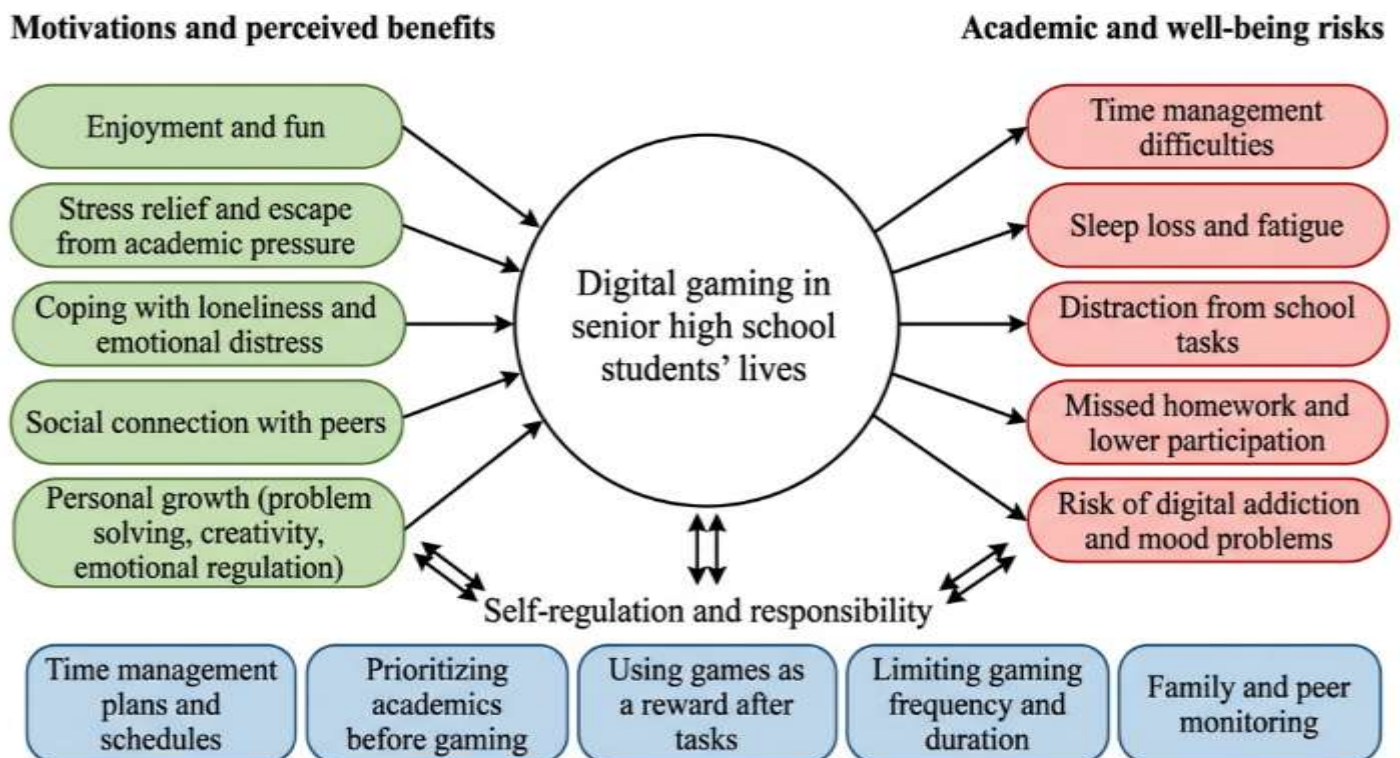 Motivations and perceived benefits
Academic and well-being risks
Enjoyment and fun
Stress relief and escape
from academic pressure
Coping with loneliness and
emotional distress
Social connection with peers
Personal growth (problem
solving, creativity,
emotional regulation)
Digital gaming in
senior high school
students’ lives
Time management
difficulties
Sleep loss and fatigue
Distraction from school
tasks
Missed homework and
lower participation
Risk of digital addiction
and mood problems
Self-regulation and responsibility
Time management
plans and
schedules
Prioritizing
academics
before gaming
Using games as
a reward after
tasks
Limiting gaming
frequency and
duration
Family and peer
monitoring